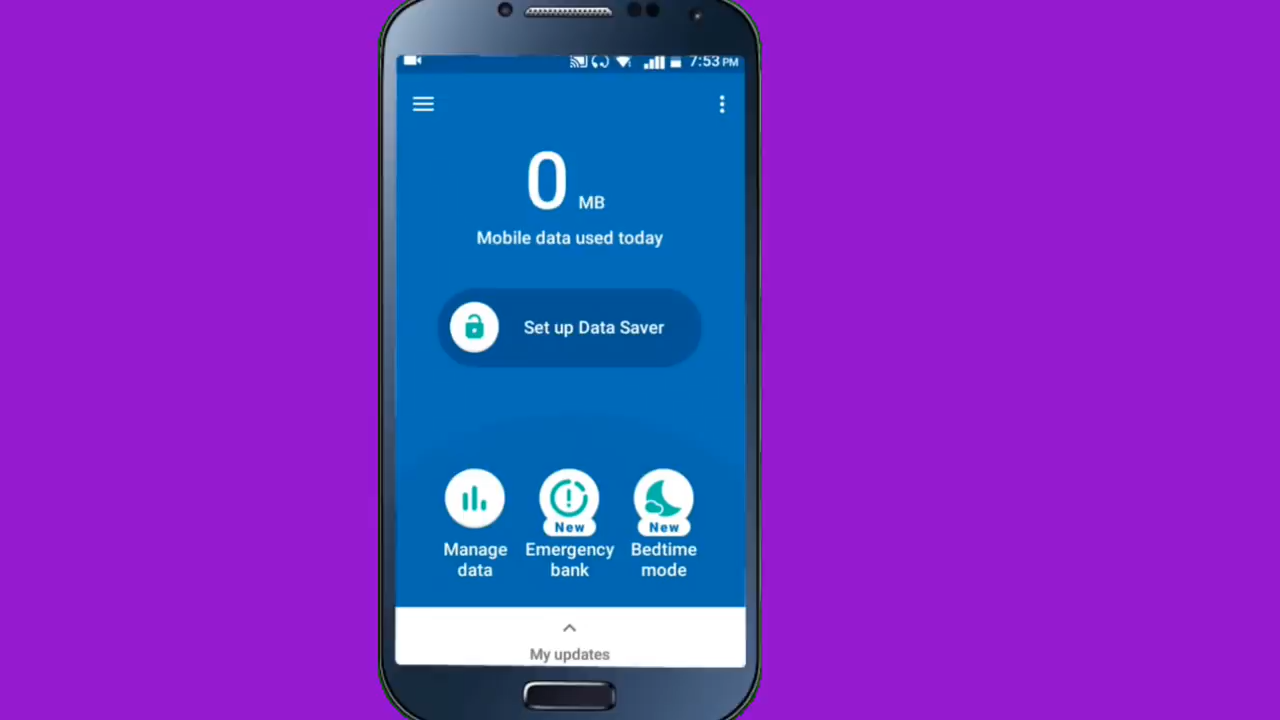 7:53 PM
0 MB
Mobile data used today
Set up Data Saver
New New
Manage Emergency Bedtime
data bank mode
My updates